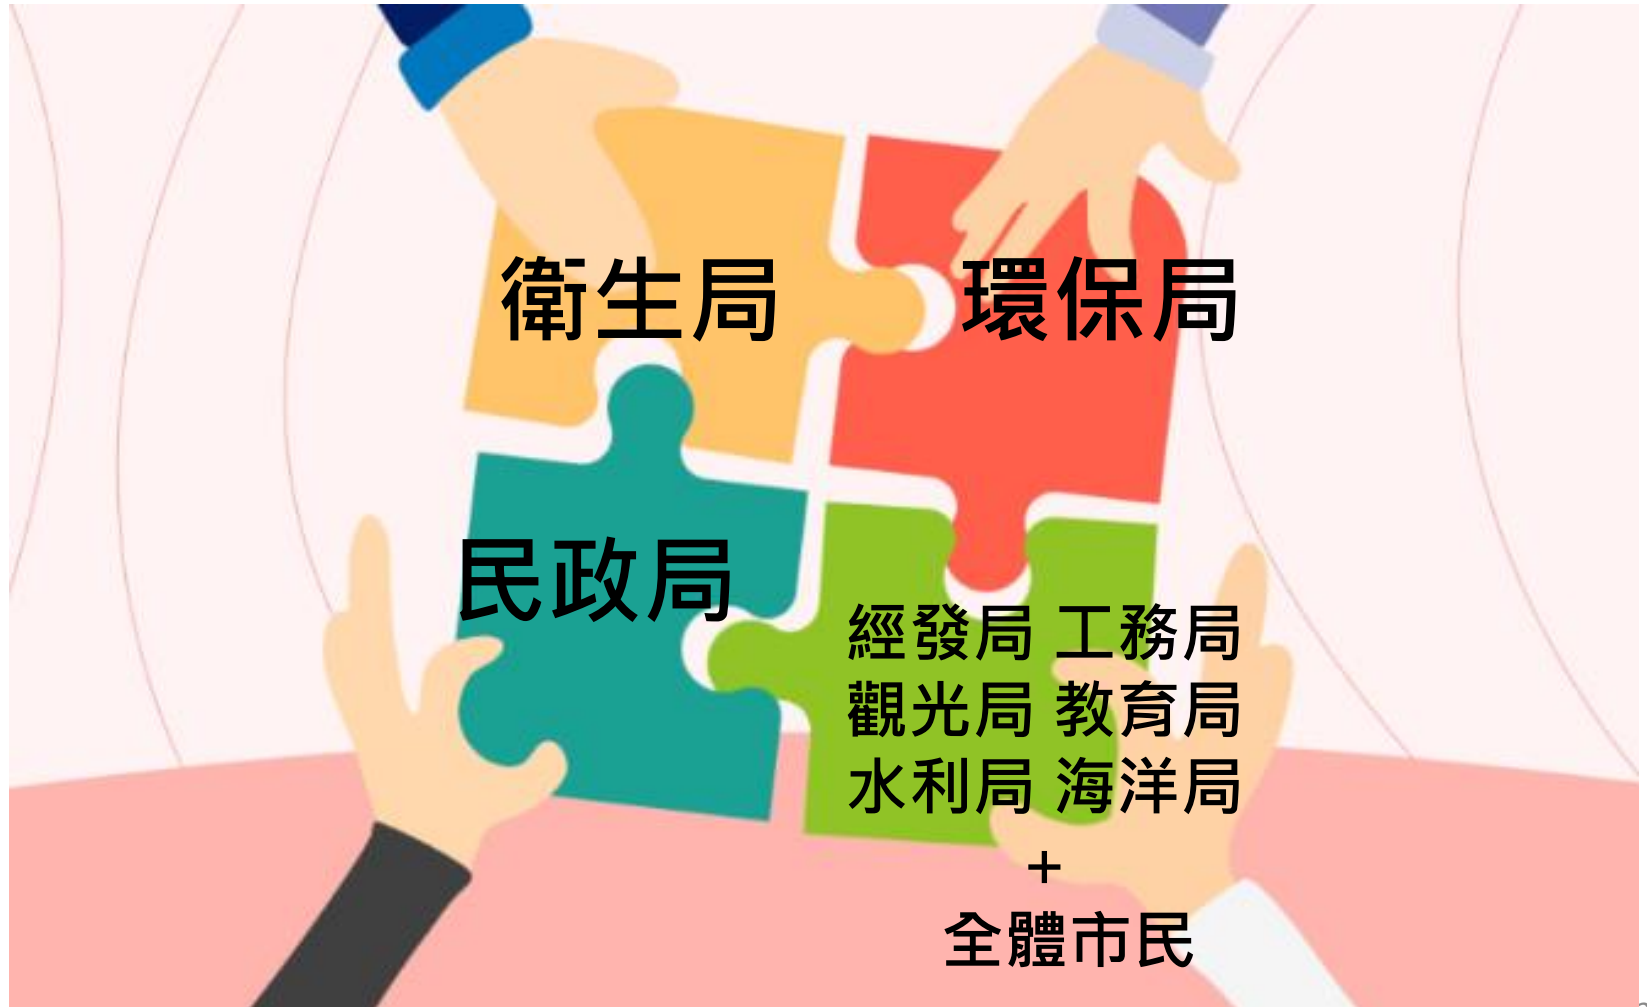 衛生局
環保局
民政局
經發局 工務局
觀光局 教育局
水利局 海洋局
+
全體市民